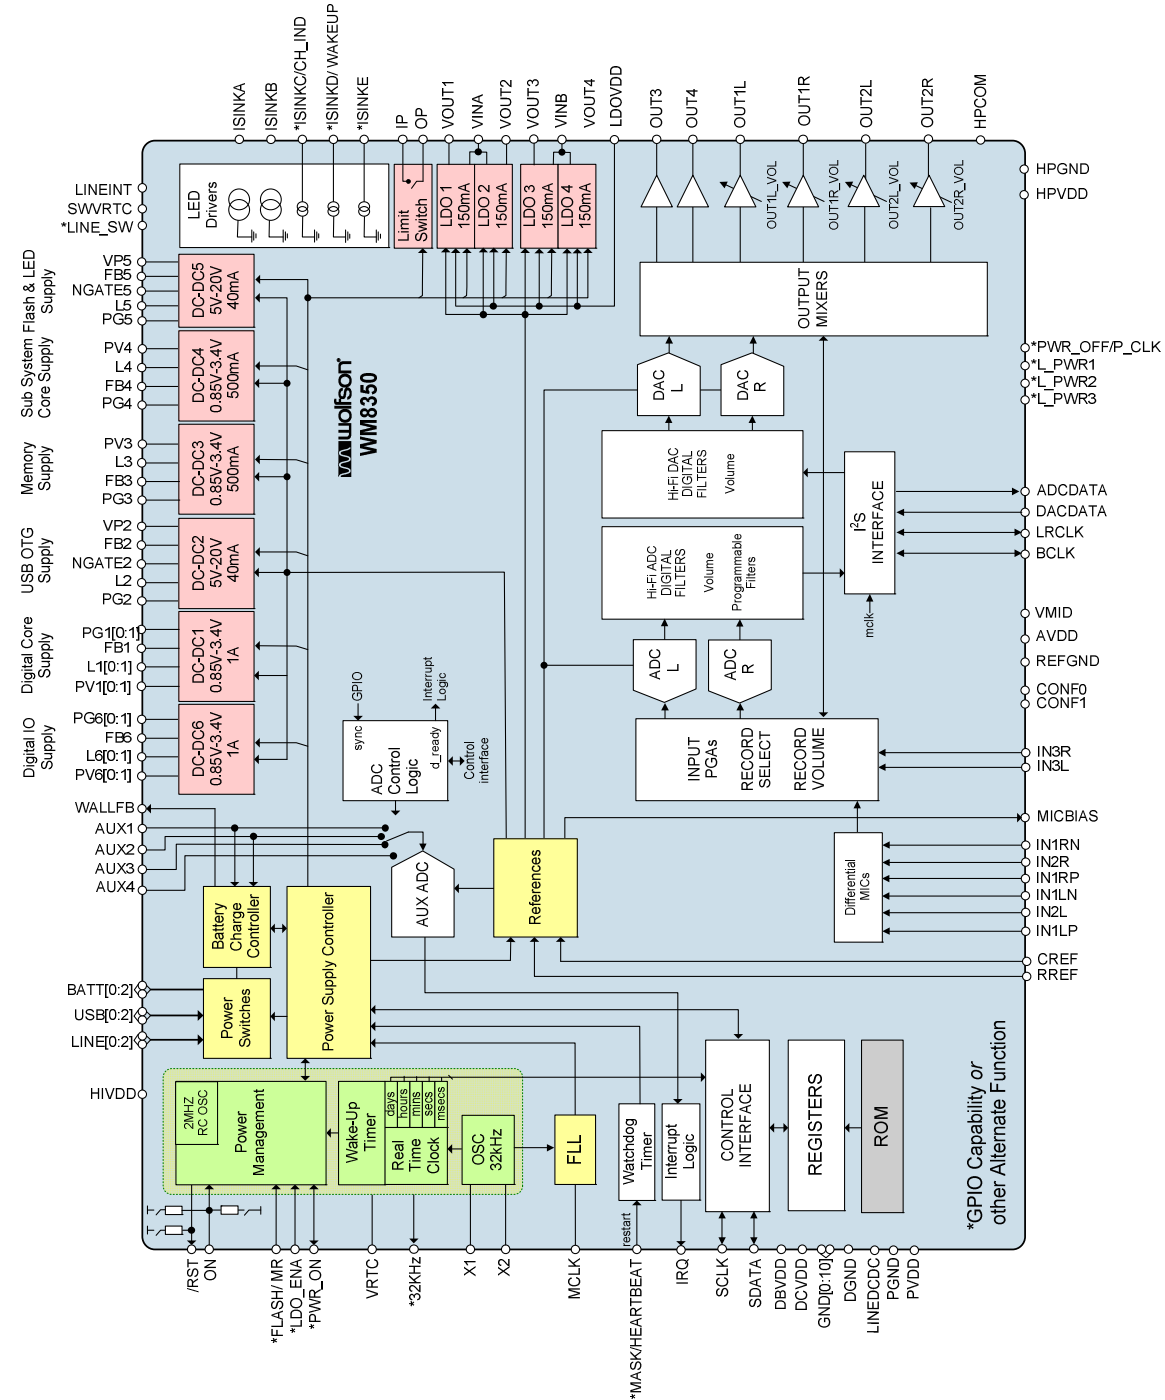 ISINKA
ISINKB
*ISINKC/CH_IND
*ISINKD/ WAKEUP
*ISINKE
IP
OP
VOUT1
VINA
VOUT2
VOUT3
VINB
VOUT4
LDOVDD
OUT3
OUT4
OUT1L
OUT1R
OUT2L
OUT2R
HPCOM
LINEINT
SWVRTC
*LINE_SW
VP5
FB5
NGATE5
L5
PG5
PV4
L4
FB4
PG4
PV3
L3
FB3
PG3
VP2
FB2
NGATE2
L2
PG2
PG1[0:1]
FB1
L1[0:1]
PV1[0:1]
PG6[0:1]
FB6
L6[0:1]
PV6[0:1]
WALLFB
AUX1
AUX2
AUX3
AUX4
BATT[0:2]
USB[0:2]
LINE[0:2]
HIVDD
Flash & LED
Supply
Sub System
Core Supply
Memory
Supply
USB OTG
Supply
Digital Core
Supply
Digital IO
Supply
LED
Drivers
Limit
Switch
LDO 1
150mA
LDO 2
150mA
LDO 3
150mA
LDO 4
150mA
OUT1L_VOL
OUT1R_VOL
OUT2L_VOL
OUT2R_VOL
DC-DC5
5V-20V
40mA
DC-DC4
0.85V-3.4V
500mA
DC-DC3
0.85V-3.4V
500mA
DC-DC2
5V-20V
40mA
DC-DC1
0.85V-3.4V
1A
DC-DC6
0.85V-3.4V
1A
wolfson
WM8350
OUTPUT
MIXERS
DAC
L
DAC
R
Hi-Fi DAC
DIGITAL
FILTERS
Volume
Hi-Fi ADC
DIGITAL
FILTERS
Volume
Programmable
Filters
I2S
INTERFACE
mclk
ADC
L
ADC
R
INPUT
PGAs
RECORD
SELECT
RECORD
VOLUME
Differential
MICs
GPIO
sync
Interrupt
Logic
d_ready
ADC
Control
Logic
Control
interface
AUX ADC
References
Battery
Charge
Controller
Power
Switches
Power Supply Controller
2MHZ
RC OSC
Power
Management
Wake-Up
Timer
days
hours
mins
secs
msecs
Real
Time
Clock
OSC
32kHz
FLL
Watchdog
Timer
restart
Interrupt
Logic
CONTROL
INTERFACE
REGISTERS
ROM
*GPIO Capability or
other Alternate Function
HPGND
HPVDD
*PWR_OFF/P_CLK
*L_PWR1
*L_PWR2
*L_PWR3
ADCDATA
DACDATA
LRCLK
BCLK
VMID
AVDD
REFGND
CONF0
CONF1
IN3R
IN3L
MICBIAS
IN1RN
IN2R
IN1RP
IN1LN
IN2L
IN1LP
CREF
RREF
/RST
ON
*FLASH/ MR
*LDO_ENA
*PWR_ON
VRTC
*32KHz
X1
X2
MCLK
*MASK/HEARTBEAT
IRQ
SCLK
SDATA
DBVDD
DCVDD
GND[0:10]
DGND
LINEDCDC
PGND
PVDD